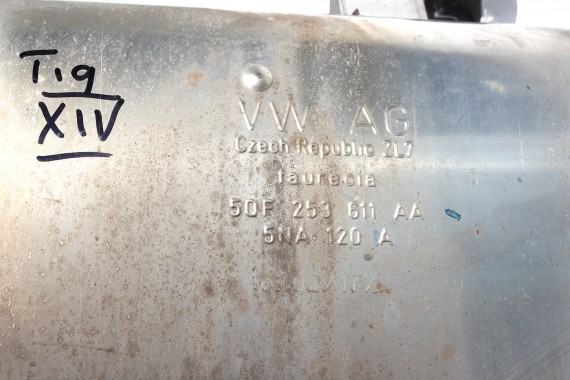 Tig
XIV
VW AG
Czech Republic ZL7
faurecia
5QF 253 611 AA
5NA 120 A